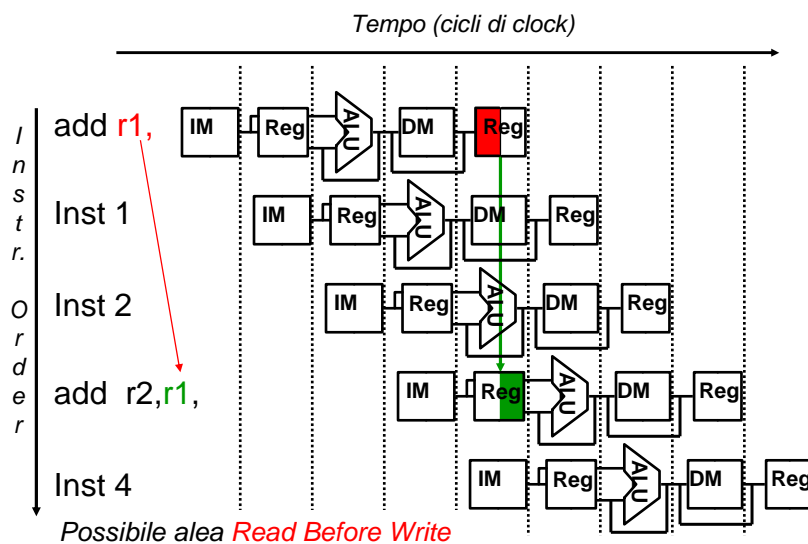 Tempo (cicli di clock)
Instr. Order
add r1, IM Reg ALU DM Reg
Inst 1 IM Reg ALU DM Reg
Inst 2 IM Reg ALU DM Reg
add r2,r1, IM Reg ALU DM Reg
Inst 4 IM Reg ALU DM Reg
Possibile alea Read Before Write